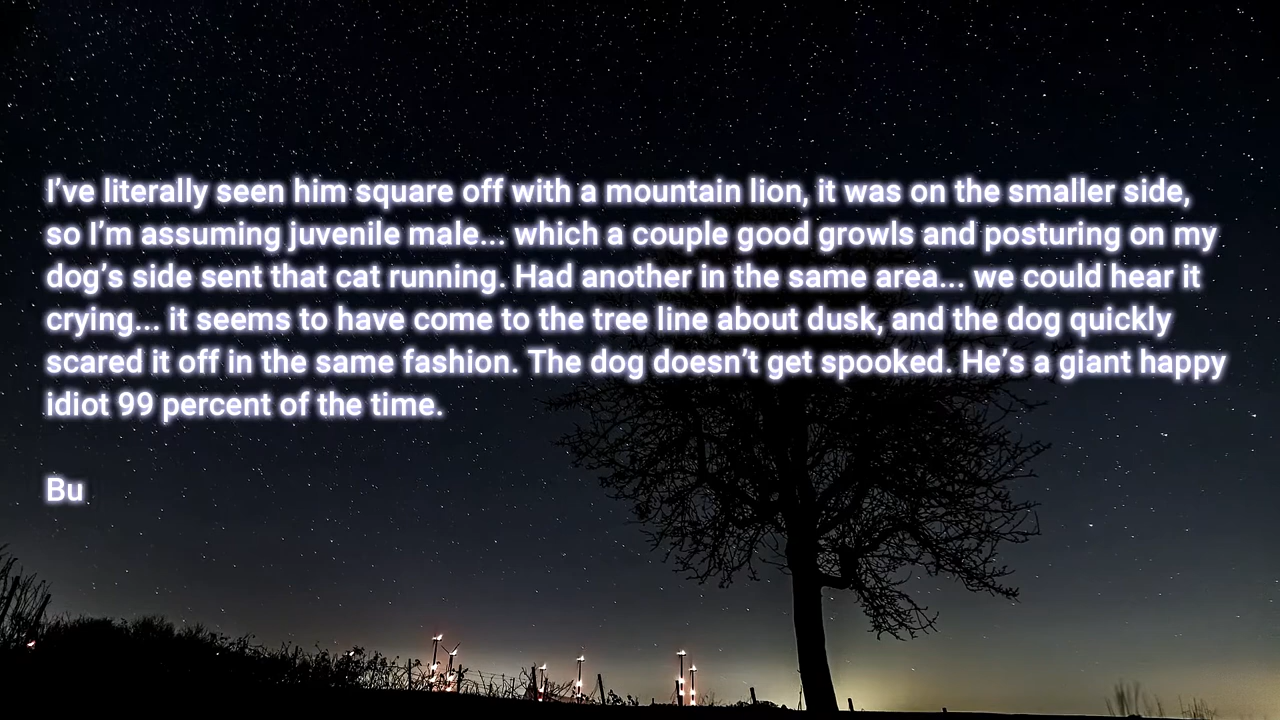 I’ve literally seen him square off with a mountain lion, it was on the smaller side,
so I’m assuming juvenile male... which a couple good growls and posturing on my
dog’s side sent that cat running. Had another in the same area... we could hear it
crying... it seems to have come to the tree line about dusk, and the dog quickly
scared it off in the same fashion. The dog doesn’t get spooked. He’s a giant happy
idiot 99 percent of the time.
Bu